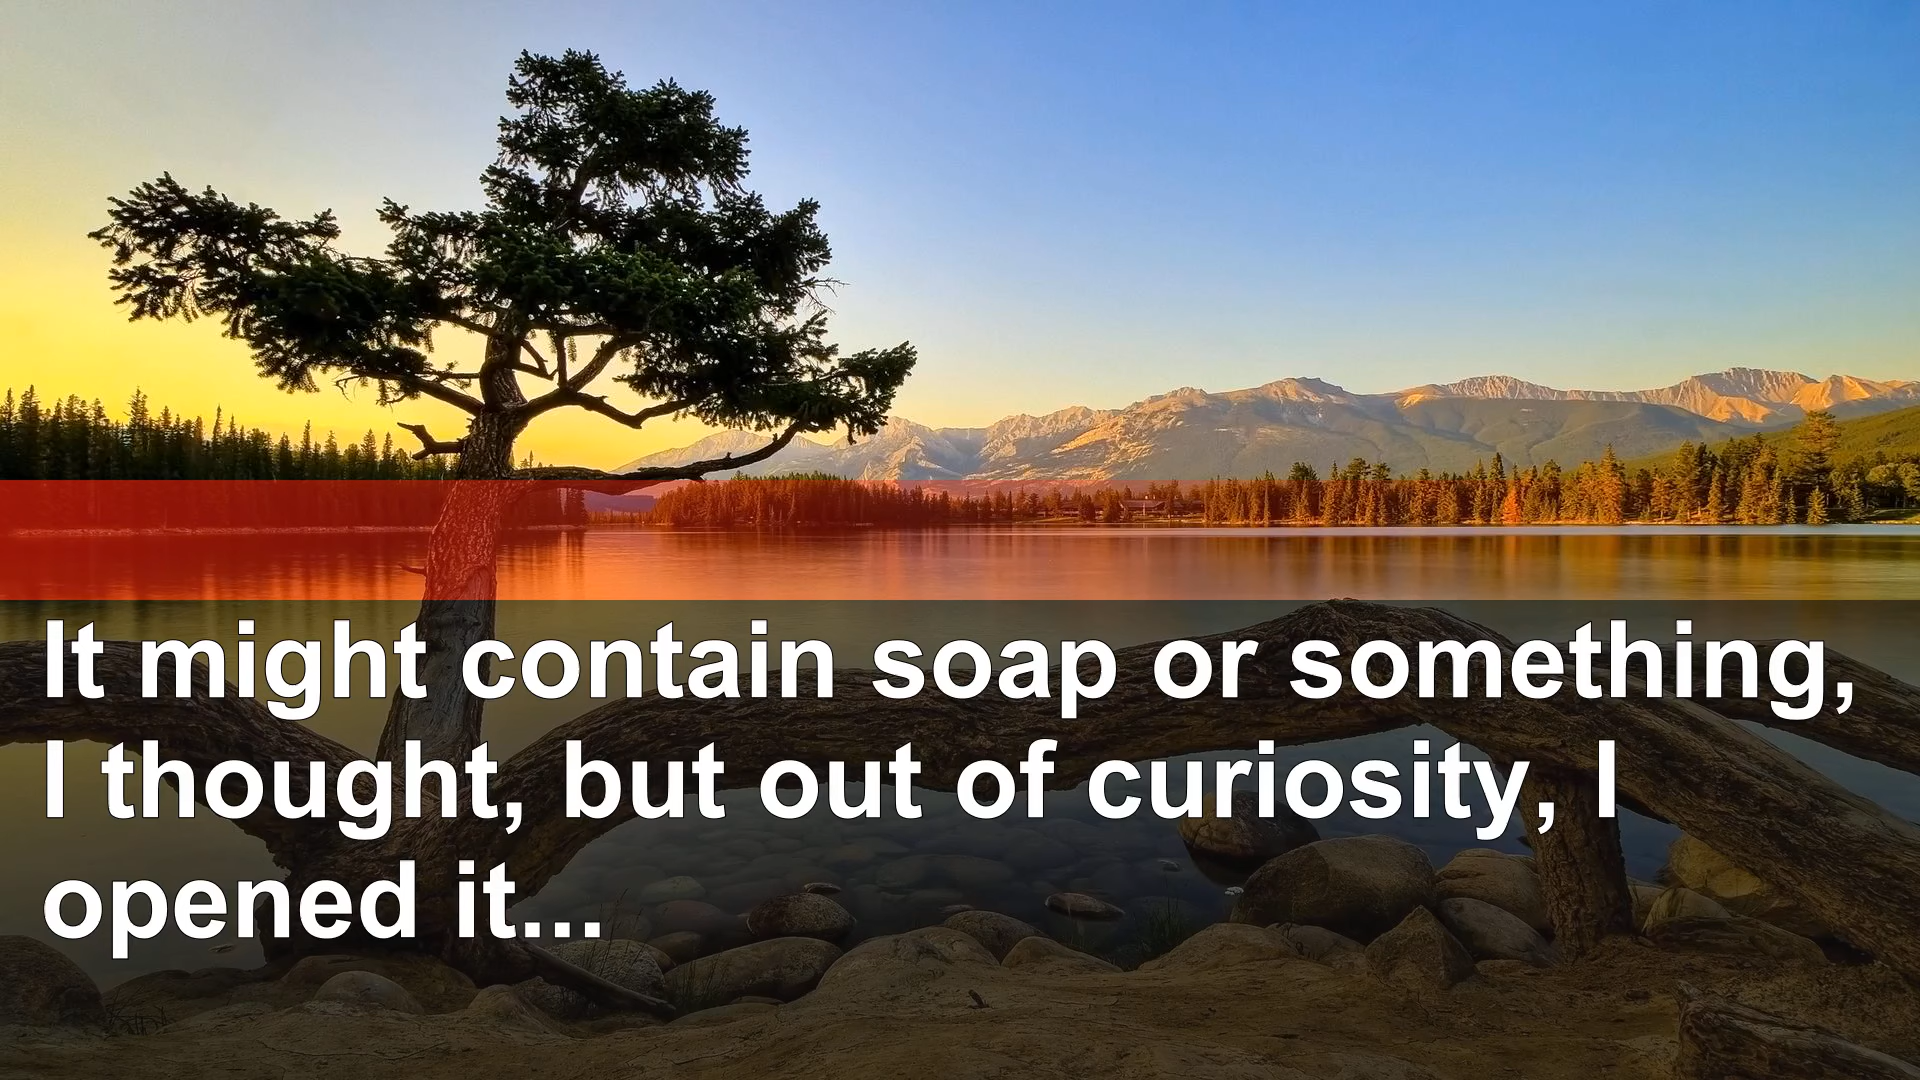 It might contain soap or something,
I thought, but out of curiosity, I
opened it...